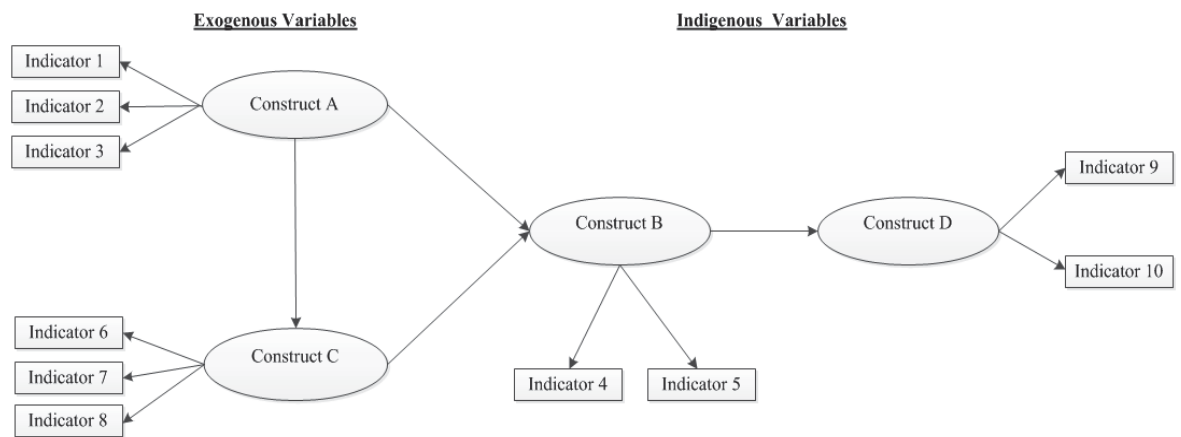 Exogenous Variables
Indigenous Variables
Indicator 1
Indicator 2
Indicator 3
Construct A
Construct B
Construct D
Indicator 9
Indicator 10
Indicator 6
Indicator 7
Indicator 8
Construct C
Indicator 4
Indicator 5